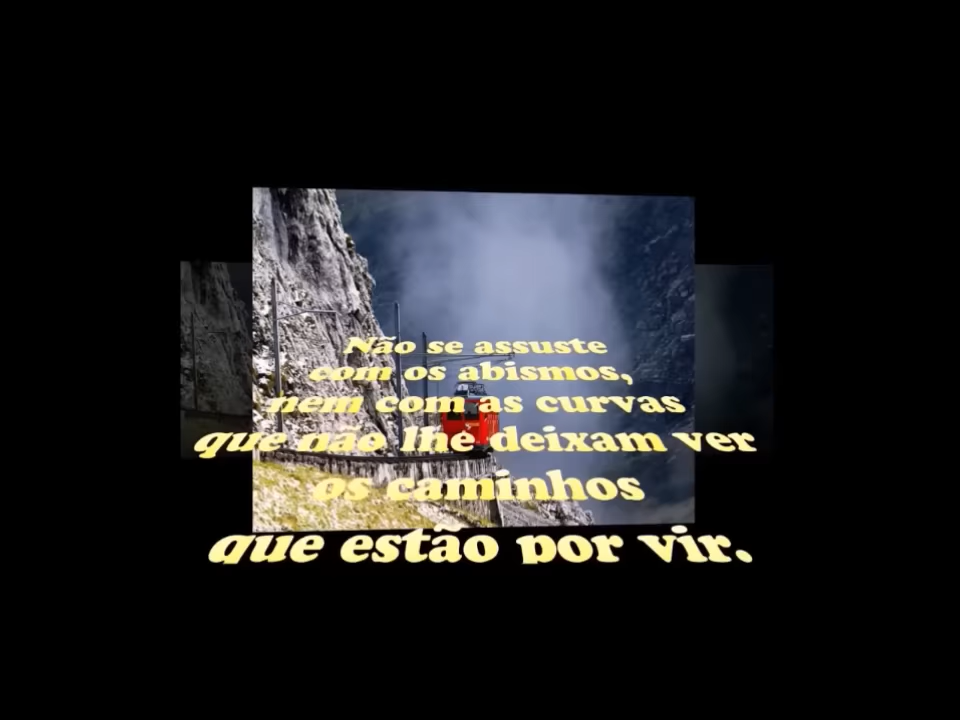 Não se assuste
com os abismos,
nem com as curvas
que não lhe deixam ver
os caminhos
que estão por vir.